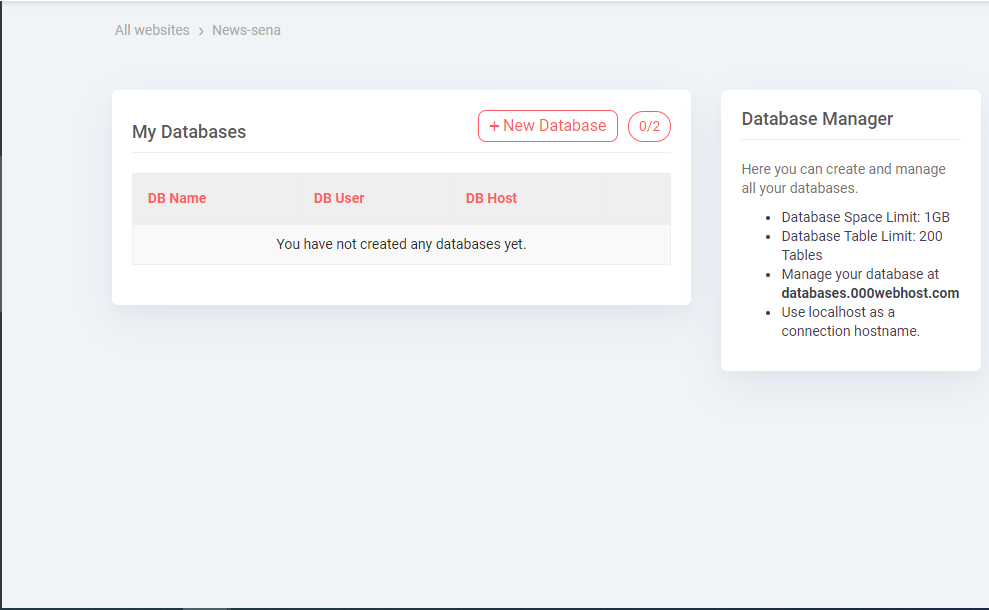 All websites › News-sena
My Databases
+ New Database
0/2
DB Name DB User DB Host
You have not created any databases yet.
Database Manager
Here you can create and manage
all your databases.
• Database Space Limit: 1GB
• Database Table Limit: 200
Tables
• Manage your database at
databases.000webhost.com
• Use localhost as a
connection hostname.